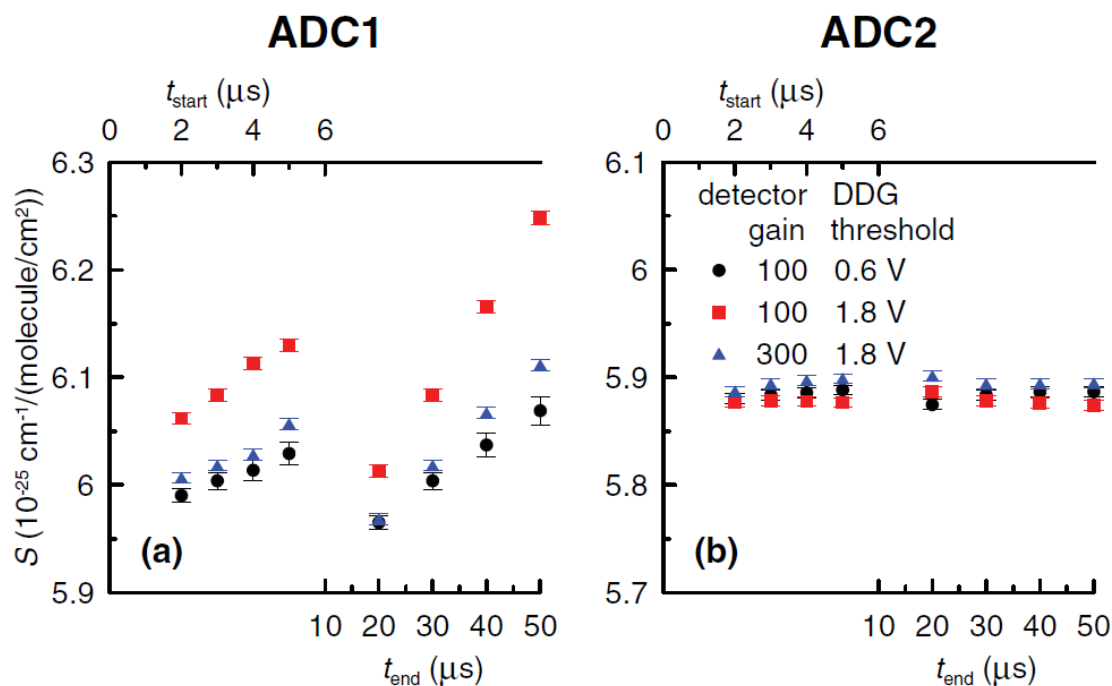 ADC1
t_start (μs)
0 2 4 6
6.3
6.2
6.1
6
5.9
S (10⁻²⁵ cm⁻¹/(molecule/cm²))
(a)
10 20 30 40 50
t_end (μs)
ADC2
t_start (μs)
0 2 4 6
6.1
6
5.9
5.8
5.7
detector DDG
gain threshold
100 0.6 V
100 1.8 V
300 1.8 V
(b)
10 20 30 40 50
t_end (μs)